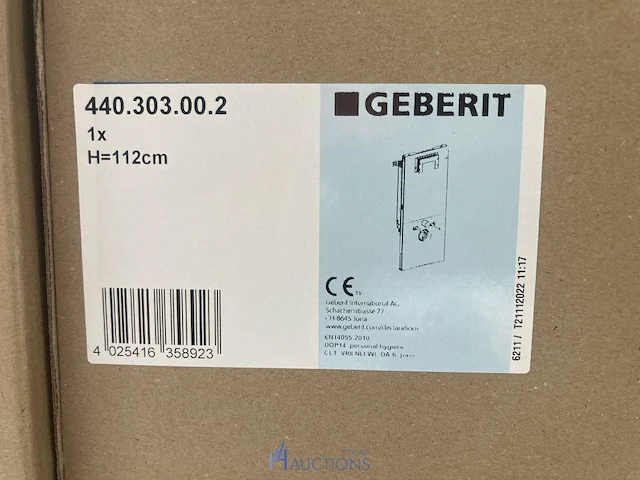 440.303.00.2
1x
H=112cm
GEBERIT
CE
Geberit International AG
Schachenstrasse 77
CH-8645 Jona
www.geberit.com/declarations
EN14055:2010
DOP14 personal hygiene
4 025416 358923
6211 / T21112022 11:17
AUCTIONS